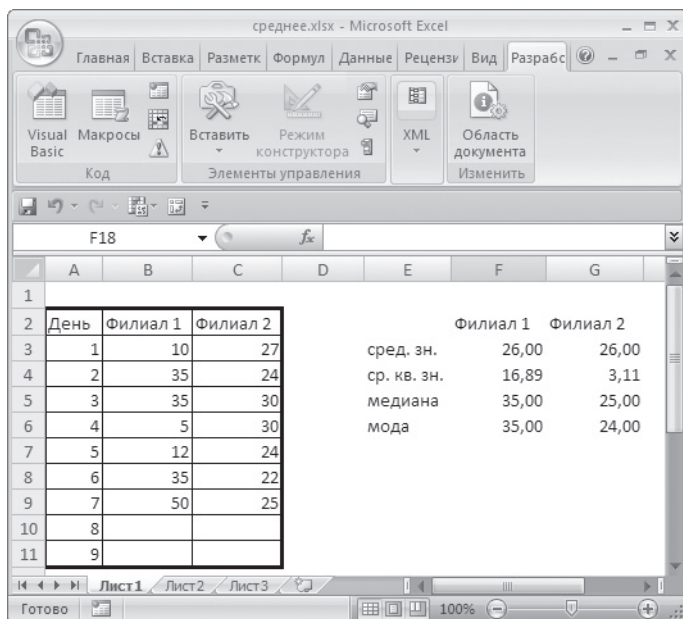 среднее.xlsx - Microsoft Excel
Главная Вставка Разметк Формул Данные Рецензи Вид Разрабс
Visual Basic Макросы Вставить Режим конструктора XML Область документа
Код Элементы управления Изменить
F18 fx
A B C D E F G
1
2 День Филиал 1 Филиал 2 Филиал 1 Филиал 2
3 1 10 27 сред. зн. 26,00 26,00
4 2 35 24 ср. кв. зн. 16,89 3,11
5 3 35 30 медиана 35,00 25,00
6 4 5 30 мода 35,00 24,00
7 5 12 24
8 6 35 22
9 7 50 25
10 8
11 9
Лист1 Лист2 Лист3
Готово 100%